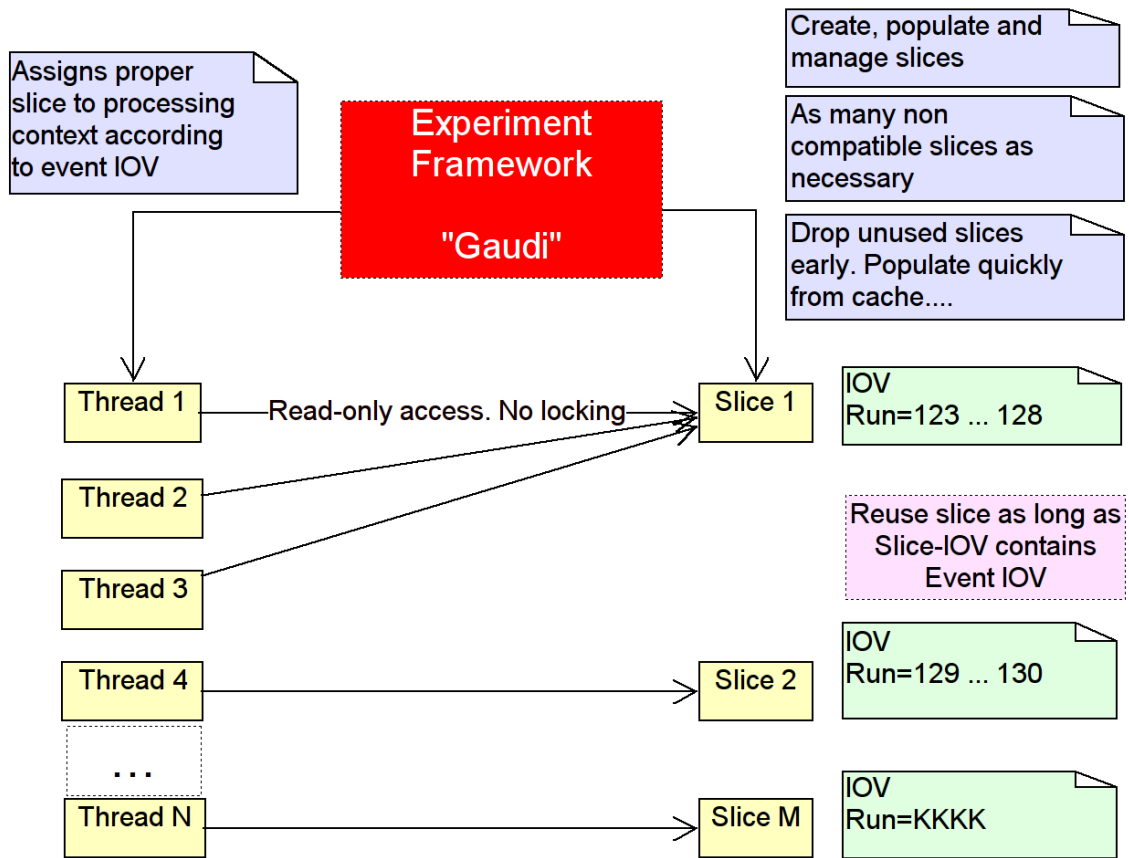 Assigns proper
slice to processing
context according
to event IOV
Experiment
Framework
"Gaudi"
Create, populate and
manage slices
As many non
compatible slices as
necessary
Drop unused slices
early. Populate quickly
from cache....
Thread 1
Read-only access. No locking
Slice 1
IOV
Run=123 ... 128
Thread 2
Reuse slice as long as
Slice-IOV contains
Event IOV
Thread 3
Thread 4
Slice 2
IOV
Run=129 ... 130
...
Thread N
Slice M
IOV
Run=KKKK